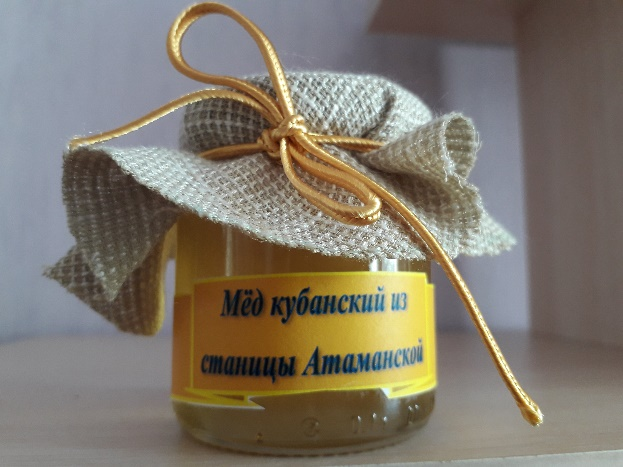 Мёд кубанский из
станицы Атаманской